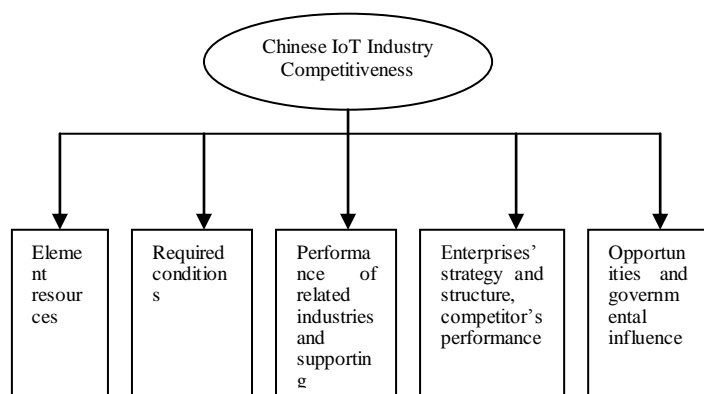 Chinese IoT Industry
Competitiveness
Eleme
nt
resour
ces
Required
condition
s
Performa
nce of
related
industries
and
supportin
g
Enterprises’
strategy and
structure,
competitor’s
performance
Opportun
ities and
governm
ental
influence